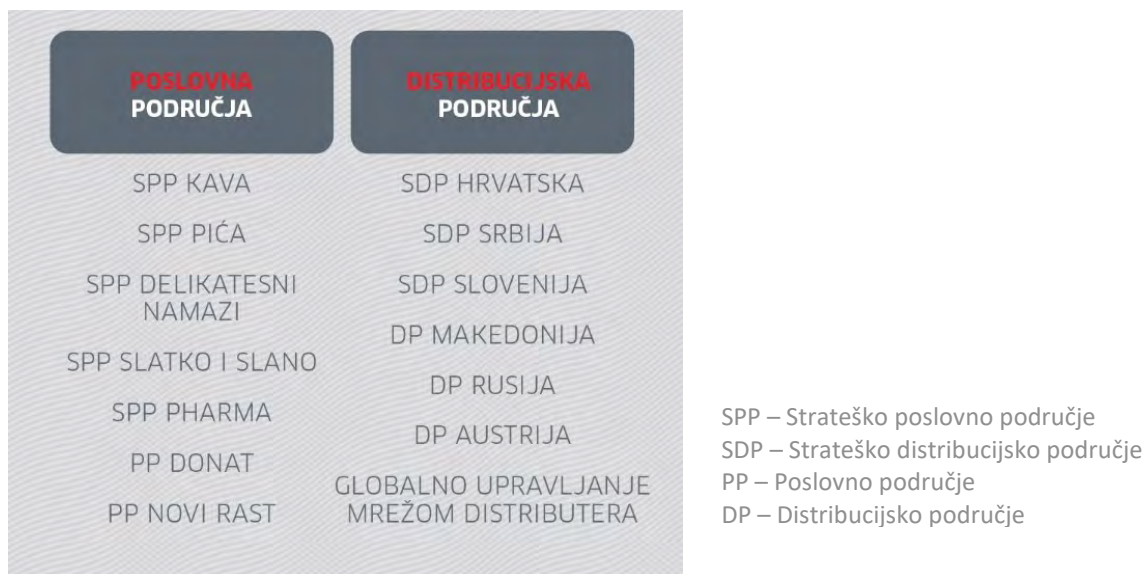 POSLOVNA
PODRUČJA
SPP KAVA
SPP PIĆA
SPP DELIKATESNI
NAMAZI
SPP SLATKO I SLANO
SPP PHARMA
PP DONAT
PP NOVI RAST
DISTRIBUCIJSKA
PODRUČJA
SDP HRVATSKA
SDP SRBIJA
SDP SLOVENIJA
DP MAKEDONIJA
DP RUSIJA
DP AUSTRIJA
GLOBALNO UPRAVLJANJE
MREŽOM DISTRIBUTERA
SPP – Strateško poslovno područje
SDP – Strateško distribucijsko područje
PP – Poslovno područje
DP – Distribucijsko područje